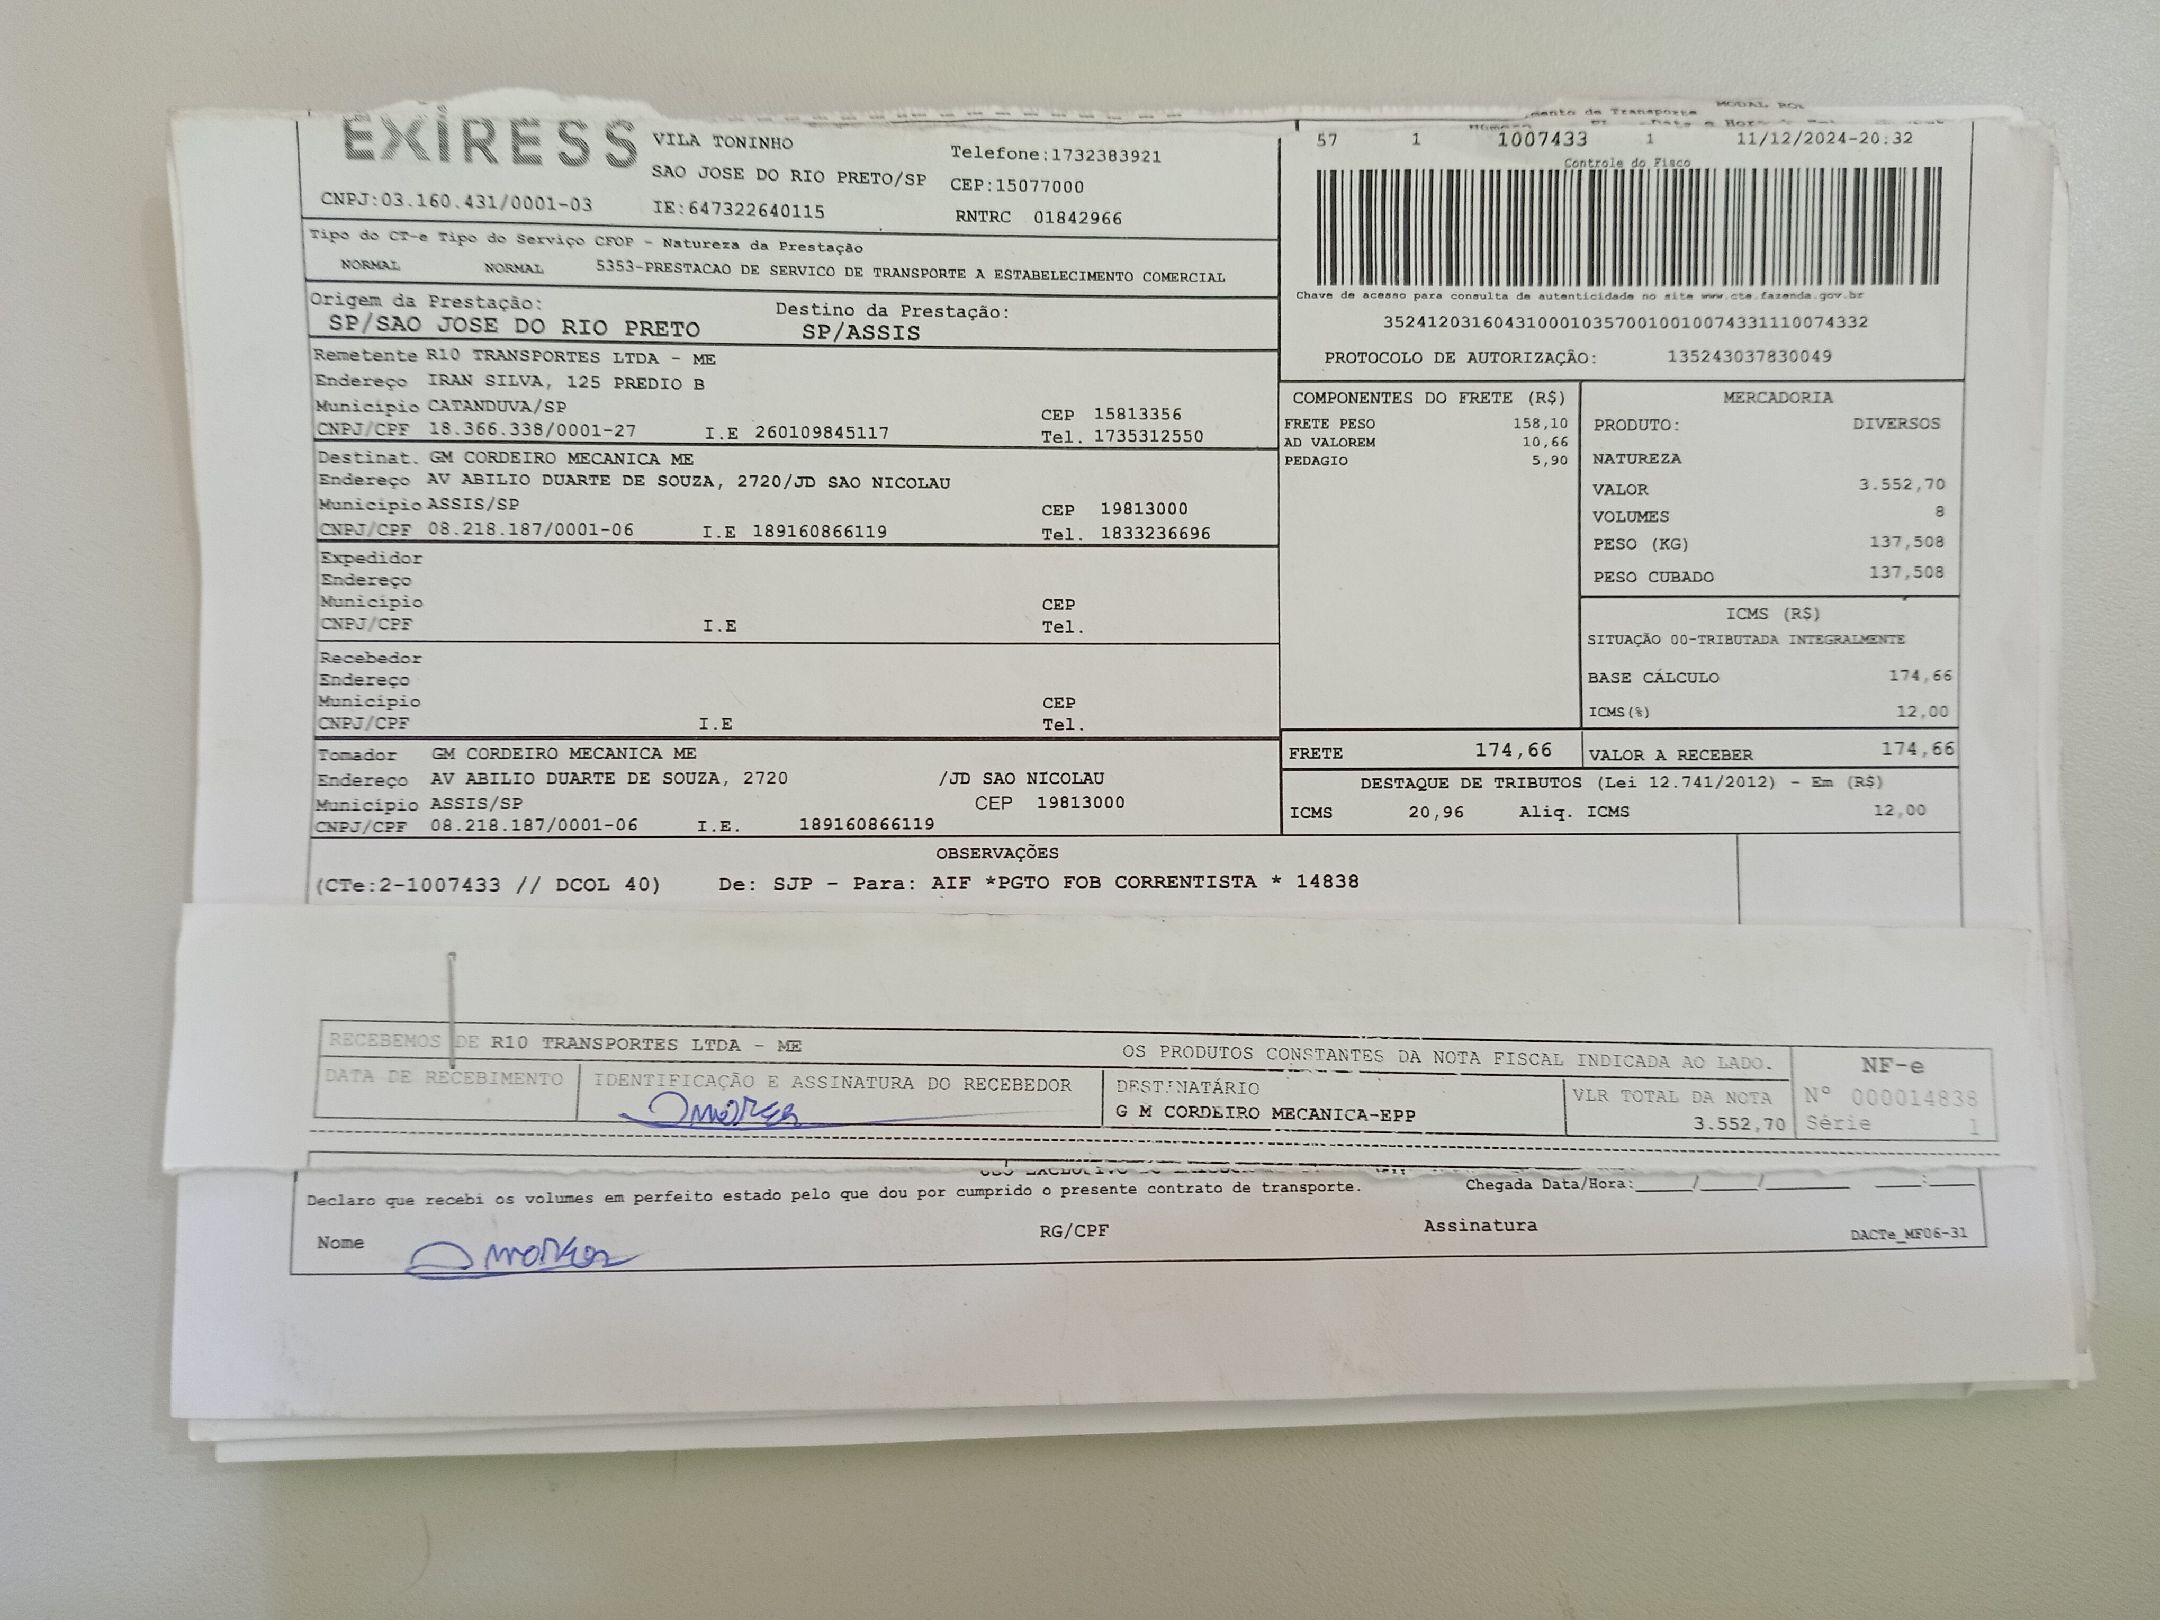 EXIRESS
VILA TONINHO
SAO JOSE DO RIO PRETO/SP
Telefone:1732383921
CEP:15077000
CNPJ:03.160.431/0001-03
IE:647322640115
RNTRC 01842966
Tipo do CT-e Tipo do Serviço CFOP - Natureza da Prestação
NORMAL NORMAL 5353-PRESTACAO DE SERVICO DE TRANSPORTE A ESTABELECIMENTO COMERCIAL
Origem da Prestação: Destino da Prestação:
SP/SAO JOSE DO RIO PRETO SP/ASSIS
Remetente R10 TRANSPORTES LTDA - ME
Endereço IRAN SILVA, 125 PREDIO B
Município CATANDUVA/SP CEP 15813356
CNPJ/CPF 18.366.338/0001-27 I.E 260109845117 Tel. 1735312550
Destinat. GM CORDEIRO MECANICA ME
Endereço AV ABILIO DUARTE DE SOUZA, 2720/JD SAO NICOLAU
Município ASSIS/SP CEP 19813000
CNPJ/CPF 08.218.187/0001-06 I.E 189160866119 Tel. 1833236696
Expedidor
Endereço
Município CEP
CNPJ/CPF I.E Tel.
Recebedor
Endereço
Município CEP
CNPJ/CPF I.E Tel.
Tomador GM CORDEIRO MECANICA ME
Endereço AV ABILIO DUARTE DE SOUZA, 2720 /JD SAO NICOLAU
Município ASSIS/SP CEP 19813000
CNPJ/CPF 08.218.187/0001-06 I.E. 189160866119
de Transporte MODAL
57 1 1007433 1 11/12/2024-20:32
Controle do Fisco
Chave de acesso para consulta de autenticidade no site www.cte.fazenda.gov.br
35241203160431000103570010010074331110074332
PROTOCOLO DE AUTORIZAÇÃO: 135243037830049
COMPONENTES DO FRETE (R$)
FRETE PESO 158,10
AD VALOREM 10,66
PEDAGIO 5,90
MERCADORIA
PRODUTO: DIVERSOS
NATUREZA
VALOR 3.552,70
VOLUMES 8
PESO (KG) 137,508
PESO CUBADO 137,508
ICMS (R$)
SITUAÇÃO 00-TRIBUTADA INTEGRALMENTE
BASE CÁLCULO 174,66
ICMS(%) 12,00
FRETE 174,66 VALOR A RECEBER 174,66
DESTAQUE DE TRIBUTOS (Lei 12.741/2012) - Em (R$)
ICMS 20,96 Aliq. ICMS 12,00
OBSERVAÇÕES
(CTe:2-1007433 // DCOL 40) De: SJP - Para: AIF *PGTO FOB CORRENTISTA * 14838
RECEBEMOS DE R10 TRANSPORTES LTDA - ME OS PRODUTOS CONSTANTES DA NOTA FISCAL INDICADA AO LADO.
DATA DE RECEBIMENTO
IDENTIFICAÇÃO E ASSINATURA DO RECEBEDOR
DESTINATÁRIO
G M CORDEIRO MECANICA-EPP
VLR TOTAL DA NOTA
3.552,70
NF-e
Nº 000014838
Série 1
Declaro que recebi os volumes em perfeito estado pelo que dou por cumprido o presente contrato de transporte. Chegada Data/Hora:____/____/______ ___:___
Nome RG/CPF Assinatura
DACTe_MF06-31